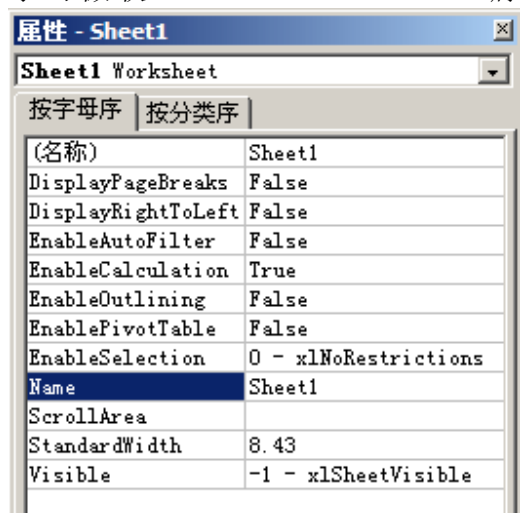 属性 - Sheet1
Sheet1 Worksheet
按字母序 按分类序
(名称) Sheet1
DisplayPageBreaks False
DisplayRightToLeft False
EnableAutoFilter False
EnableCalculation True
EnableOutlining False
EnablePivotTable False
EnableSelection 0 - xlNoRestrictions
Name Sheet1
ScrollArea
StandardWidth 8.43
Visible -1 - xlSheetVisible